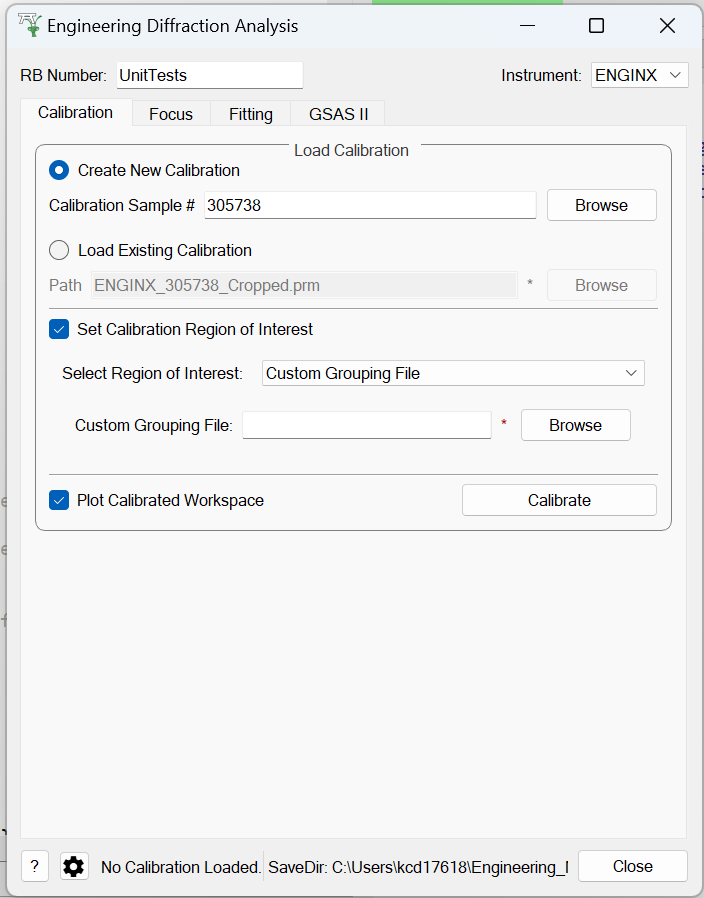 Engineering Diffraction Analysis
RB Number: UnitTests Instrument: ENGINX
Calibration Focus Fitting GSAS II
Load Calibration
Create New Calibration
Calibration Sample # 305738 Browse
Load Existing Calibration
Path ENGINX_305738_Cropped.prm * Browse
Set Calibration Region of Interest
Select Region of Interest: Custom Grouping File
Custom Grouping File: * Browse
Plot Calibrated Workspace Calibrate
? No Calibration Loaded. SaveDir: C:\Users\kcd17618\Engineering_ Close